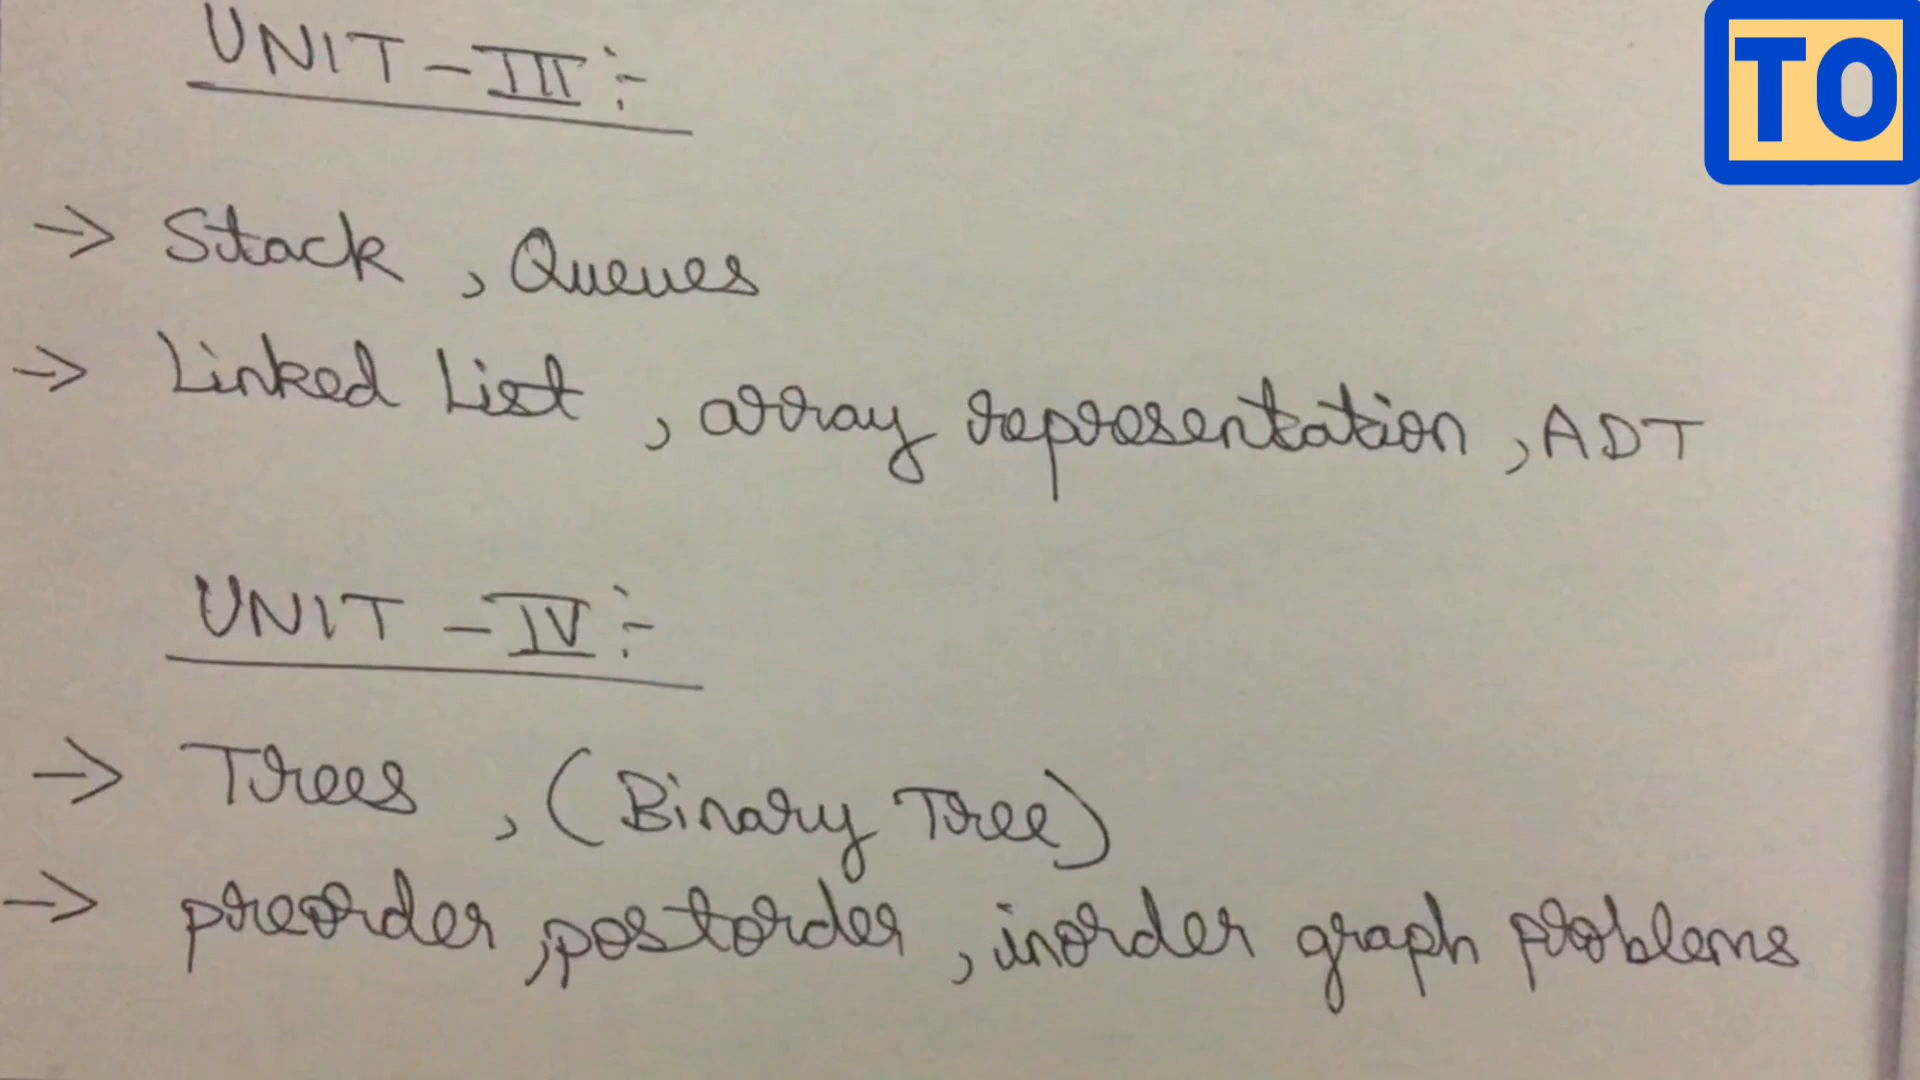 UNIT-III:-
TO
→ Stack, Queues
→ Linked List, array representation, ADT
UNIT-IV:-
→ Trees, (Binary Tree)
→ preorder, postorder, inorder graph problems